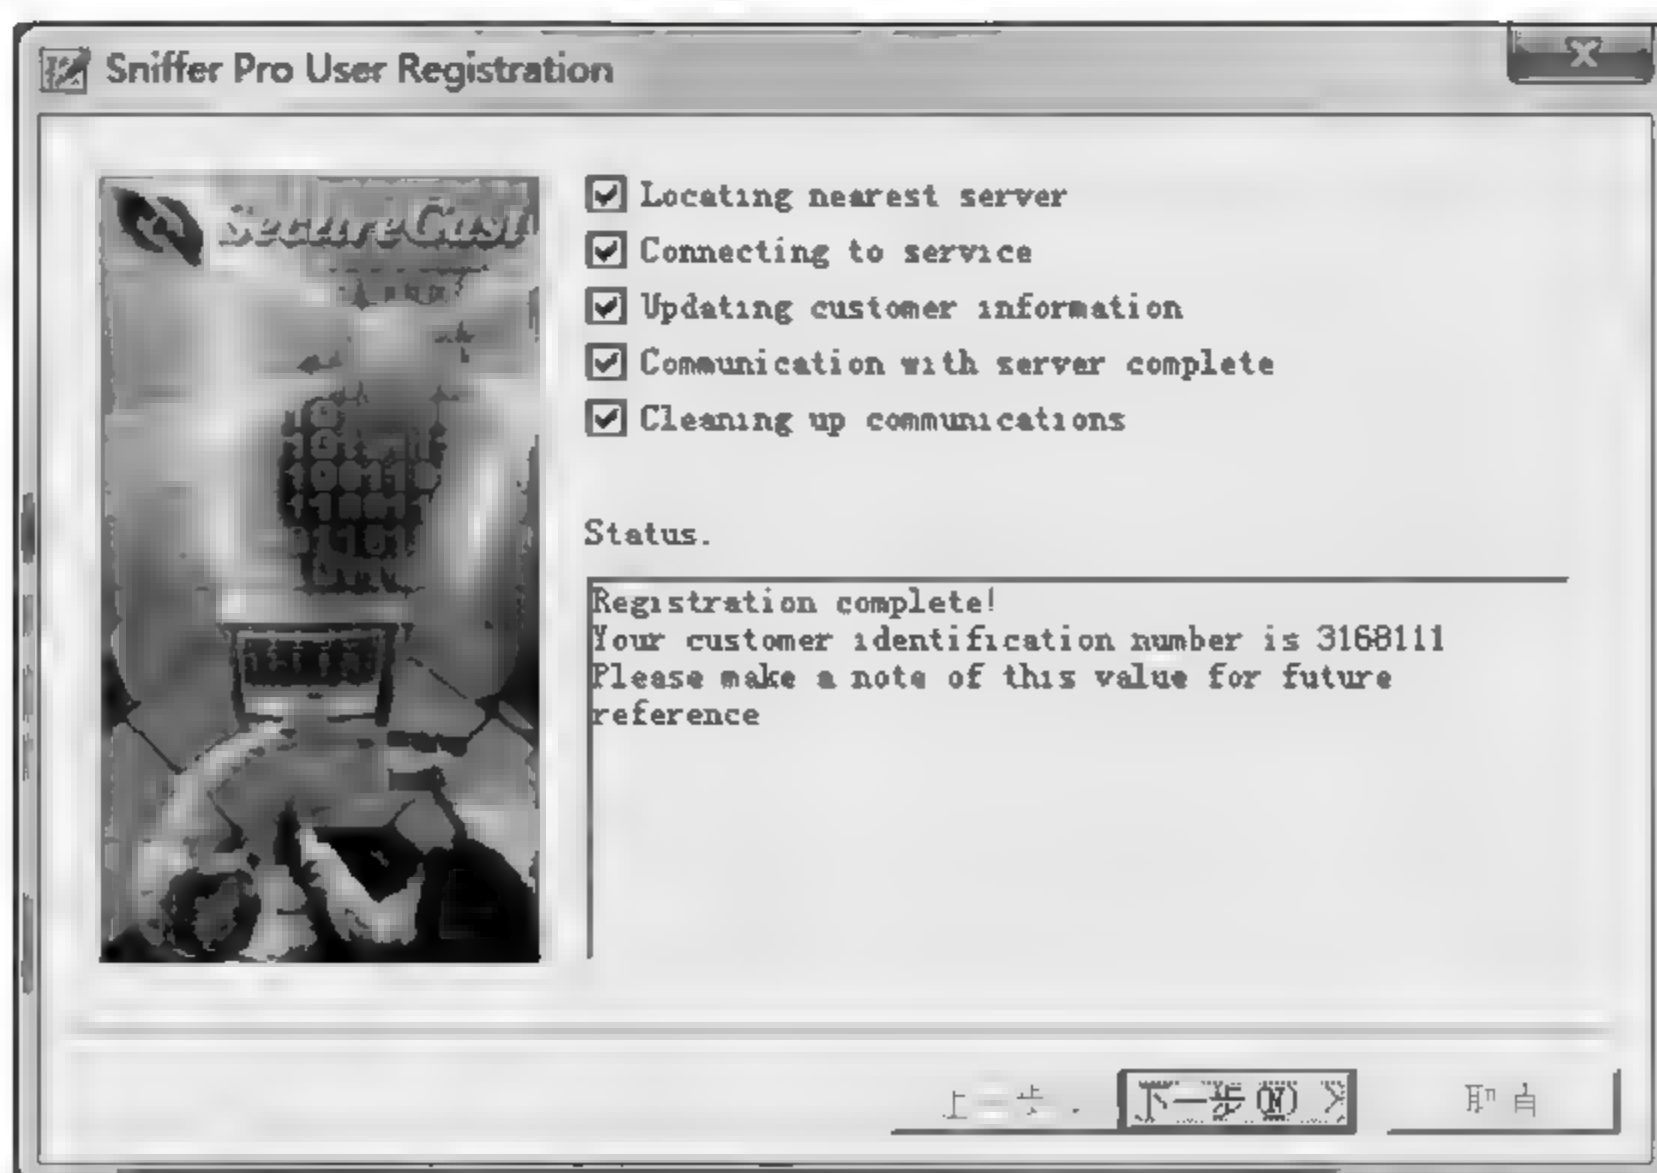 Sniffer Pro User Registration
SecureCast
Locating nearest server
Connecting to service
Updating customer information
Communication with server complete
Cleaning up communications
Status.
Registration complete!
Your customer identification number is 3168111
Please make a note of this value for future
reference
下一步(N) >